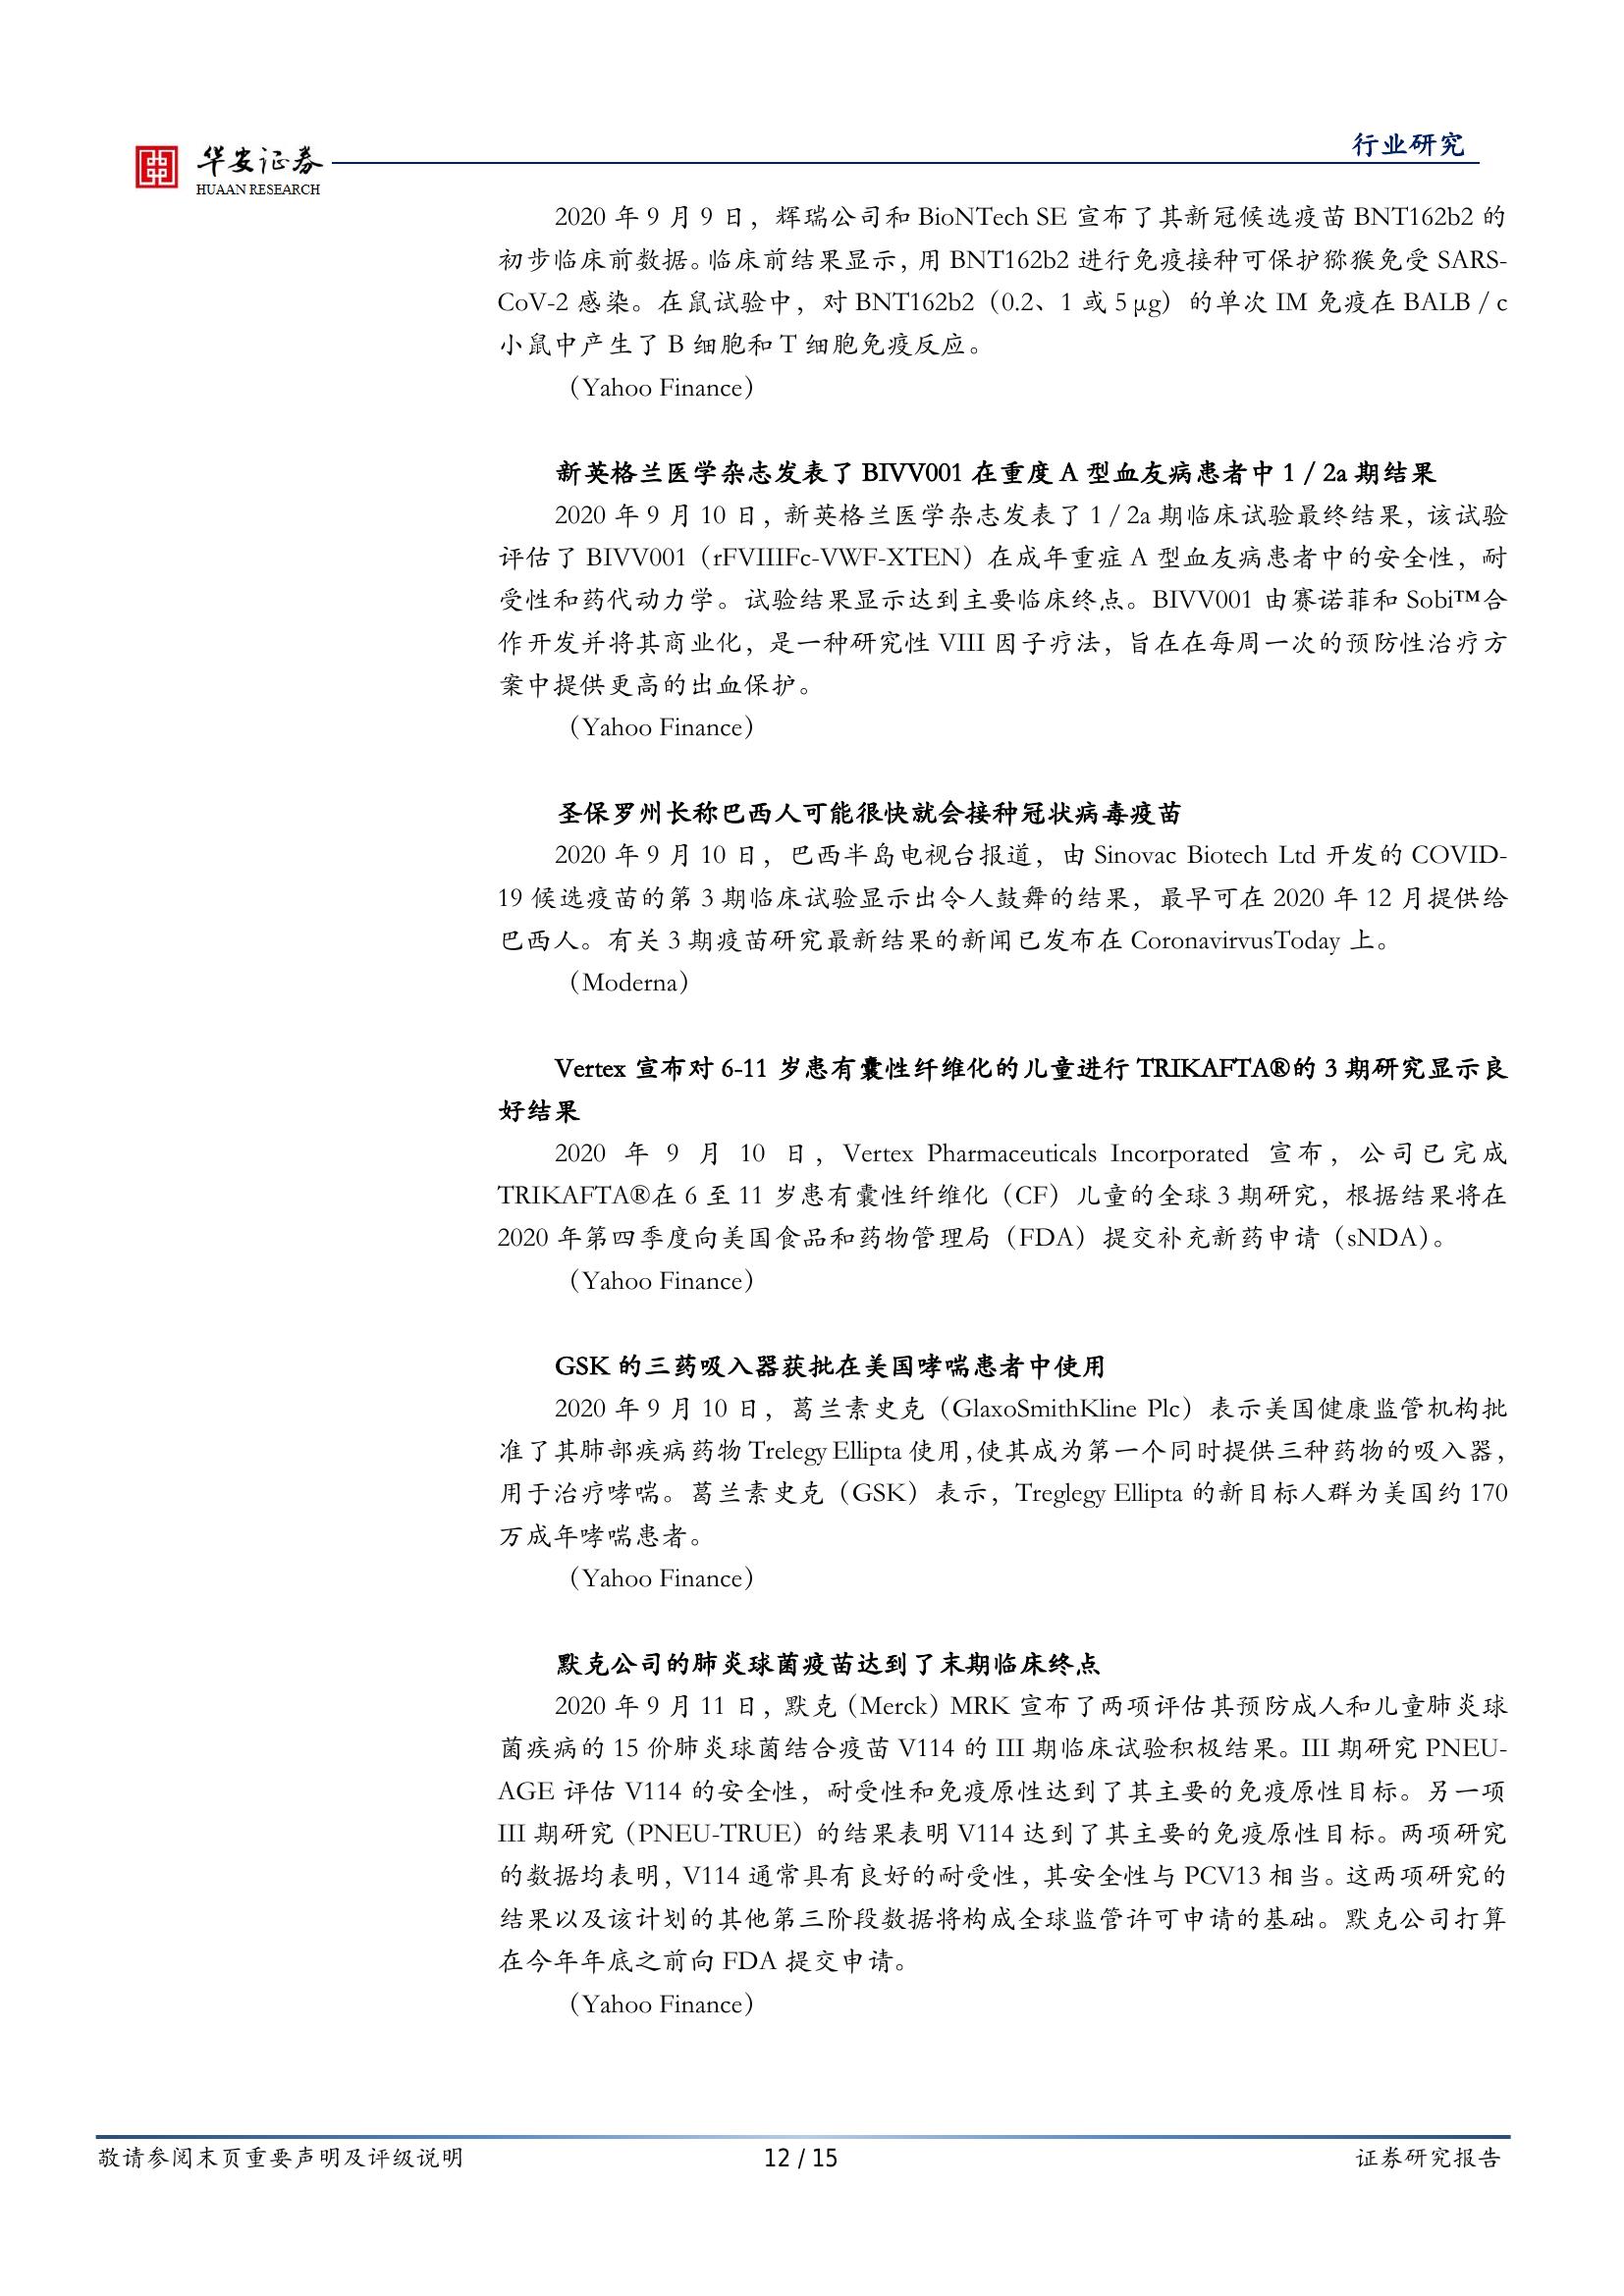 华安证券
HUAAN RESEARCH
行业研究
2020 年 9 月 9 日，辉瑞公司和 BioNTech SE 宣布了其新冠候选疫苗 BNT162b2 的
初步临床前数据。临床前结果显示，用 BNT162b2 进行免疫接种可保护猕猴免受 SARS-
CoV-2 感染。在鼠试验中，对 BNT162b2（0.2、1 或 5 μg）的单次 IM 免疫在 BALB / c
小鼠中产生了 B 细胞和 T 细胞免疫反应。
（Yahoo Finance）
新英格兰医学杂志发表了 BIVV001 在重度 A 型血友病患者中 1 / 2a 期结果
2020 年 9 月 10 日，新英格兰医学杂志发表了 1 / 2a 期临床试验最终结果，该试验
评估了 BIVV001（rFVIIIFc-VWF-XTEN）在成年重症 A 型血友病患者中的安全性，耐
受性和药代动力学。试验结果显示达到主要临床终点。BIVV001 由赛诺菲和 Sobi™合
作开发并将其商业化，是一种研究性 VIII 因子疗法，旨在在每周一次的预防性治疗方
案中提供更高的出血保护。
（Yahoo Finance）
圣保罗州长称巴西人可能很快就会接种冠状病毒疫苗
2020 年 9 月 10 日，巴西半岛电视台报道，由 Sinovac Biotech Ltd 开发的 COVID-
19 候选疫苗的第 3 期临床试验显示出令人鼓舞的结果，最早可在 2020 年 12 月提供给
巴西人。有关 3 期疫苗研究最新结果的新闻已发布在 CoronavirvusToday 上。
（Moderna）
Vertex 宣布对 6-11 岁患有囊性纤维化的儿童进行 TRIKAFTA®的 3 期研究显示良
好结果
2020 年 9 月 10 日，Vertex Pharmaceuticals Incorporated 宣布，公司已完成
TRIKAFTA®在 6 至 11 岁患有囊性纤维化（CF）儿童的全球 3 期研究，根据结果将在
2020 年第四季度向美国食品和药物管理局（FDA）提交补充新药申请（sNDA）。
（Yahoo Finance）
GSK 的三药吸入器获批在美国哮喘患者中使用
2020 年 9 月 10 日，葛兰素史克（GlaxoSmithKline Plc）表示美国健康监管机构批
准了其肺部疾病药物 Trelegy Ellipta 使用，使其成为第一个同时提供三种药物的吸入器，
用于治疗哮喘。葛兰素史克（GSK）表示，Treglegy Ellipta 的新目标人群为美国约 170
万成年哮喘患者。
（Yahoo Finance）
默克公司的肺炎球菌疫苗达到了末期临床终点
2020 年 9 月 11 日，默克（Merck）MRK 宣布了两项评估其预防成人和儿童肺炎球
菌疾病的 15 价肺炎球菌结合疫苗 V114 的 III 期临床试验积极结果。III 期研究 PNEU-
AGE 评估 V114 的安全性，耐受性和免疫原性达到了其主要的免疫原性目标。另一项
III 期研究（PNEU-TRUE）的结果表明 V114 达到了其主要的免疫原性目标。两项研究
的数据均表明，V114 通常具有良好的耐受性，其安全性与 PCV13 相当。这两项研究的
结果以及该计划的其他第三阶段数据将构成全球监管许可申请的基础。默克公司打算
在今年年底之前向 FDA 提交申请。
（Yahoo Finance）
敬请参阅末页重要声明及评级说明
12 / 15
证券研究报告